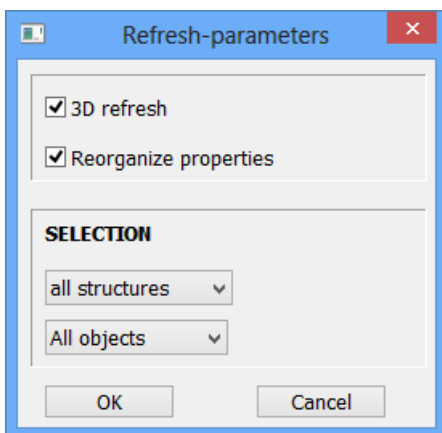 Refresh-parameters
3D refresh
Reorganize properties
SELECTION
all structures
All objects
OK Cancel